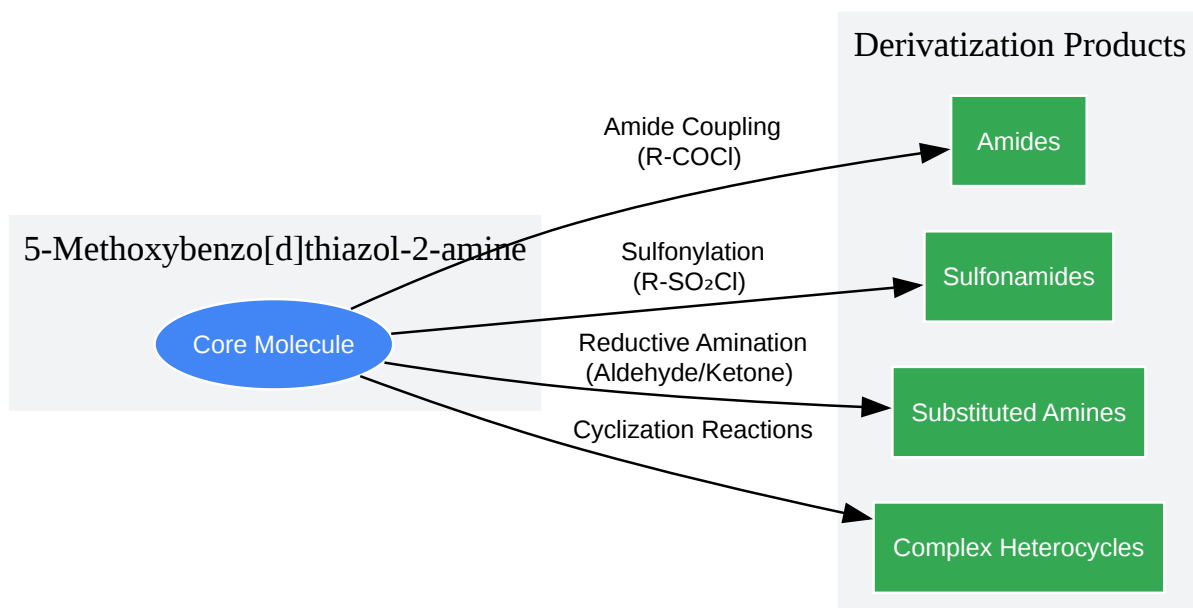 Derivatization Products
Amide Coupling
(R-COCl)
Amides
5-Methoxybenzo[d]thiazol-2-amine
Sulfonylation
(R-SO₂Cl)
Sulfonamides
Core Molecule
Reductive Amination
(Aldehyde/Ketone)
Substituted Amines
Cyclization Reactions
Complex Heterocycles